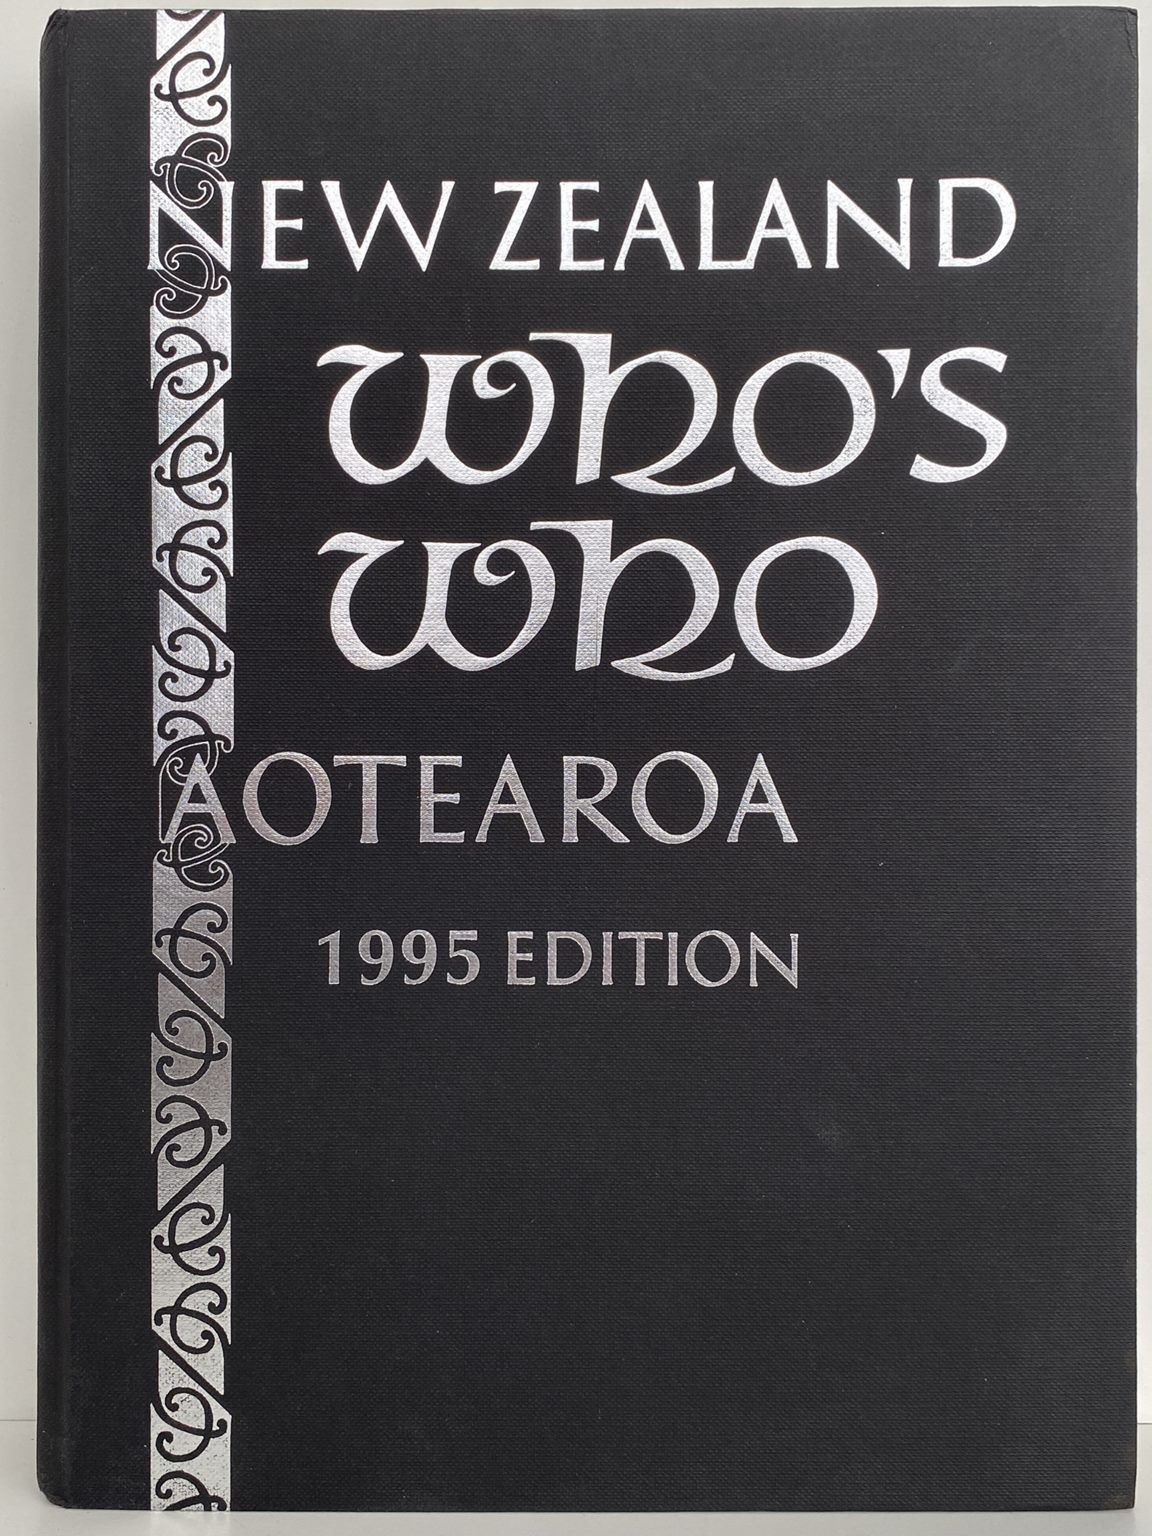 NEW ZEALAND
WHO'S
WHO
AOTEAROA
1995 EDITION